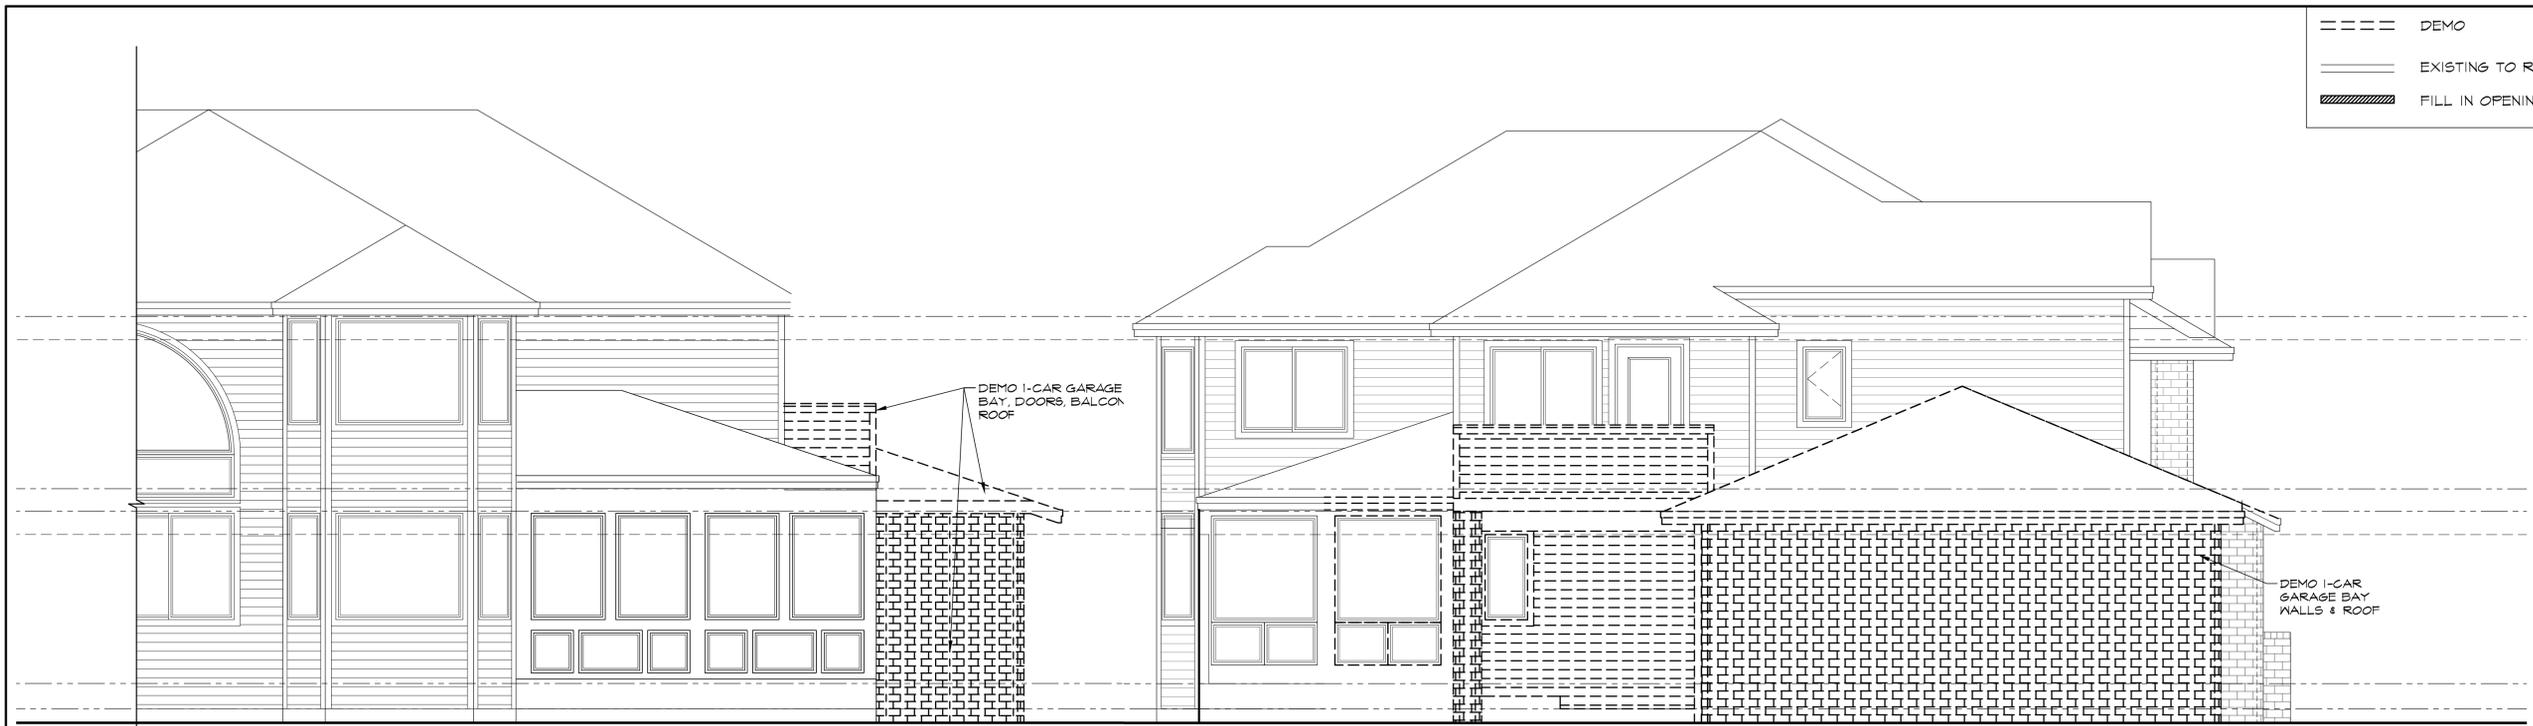 DEMO
EXISTING TO R
FILL IN OPENIN
DEMO 1-CAR GARAGE
BAY, DOORS, BALCON
ROOF
DEMO 1-CAR
GARAGE BAY
WALLS & ROOF